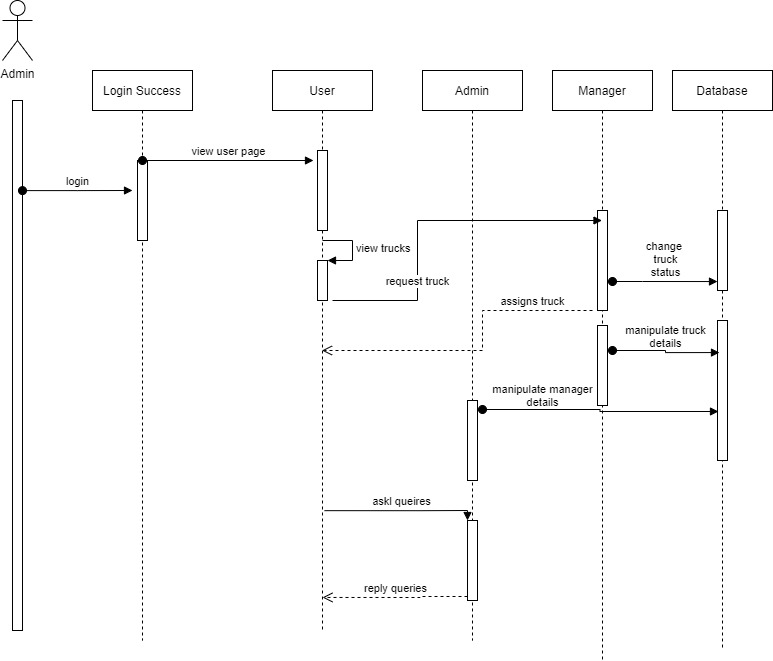 Admin
Login Success
User
Admin
Manager
Database
view user page
login
view trucks
request truck
change
truck
status
assigns truck
manipulate truck
details
manipulate manager
details
askl queires
reply queries